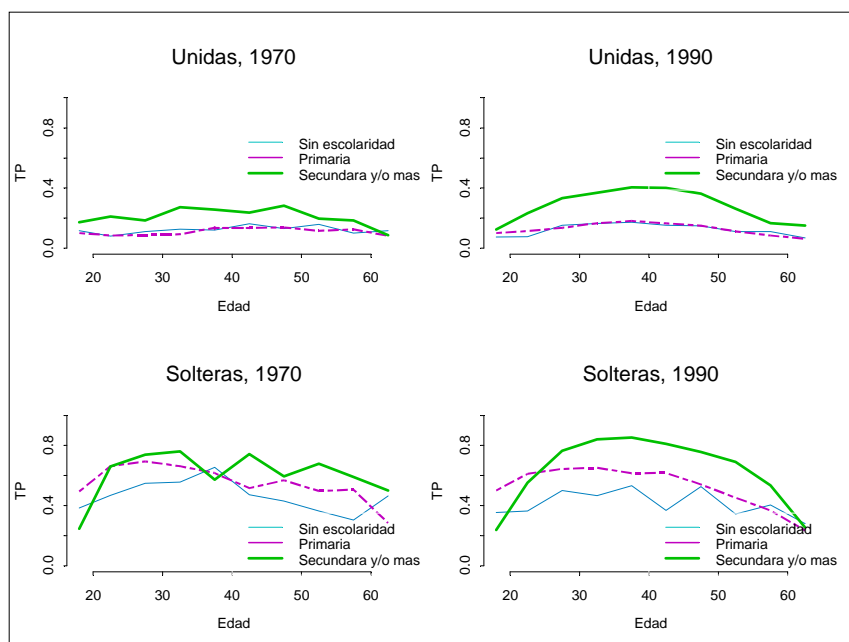 Unidas, 1970
0.8
0.4
0.0
TP
Sin escolaridad
Primaria
Secundara y/o mas
20 30 40 50 60
Edad
Unidas, 1990
0.8
0.4
0.0
TP
Sin escolaridad
Primaria
Secundara y/o mas
20 30 40 50 60
Edad
Solteras, 1970
0.8
0.4
0.0
TP
Sin escolaridad
Primaria
Secundara y/o mas
20 30 40 50 60
Edad
Solteras, 1990
0.8
0.4
0.0
TP
Sin escolaridad
Primaria
Secundara y/o mas
20 30 40 50 60
Edad